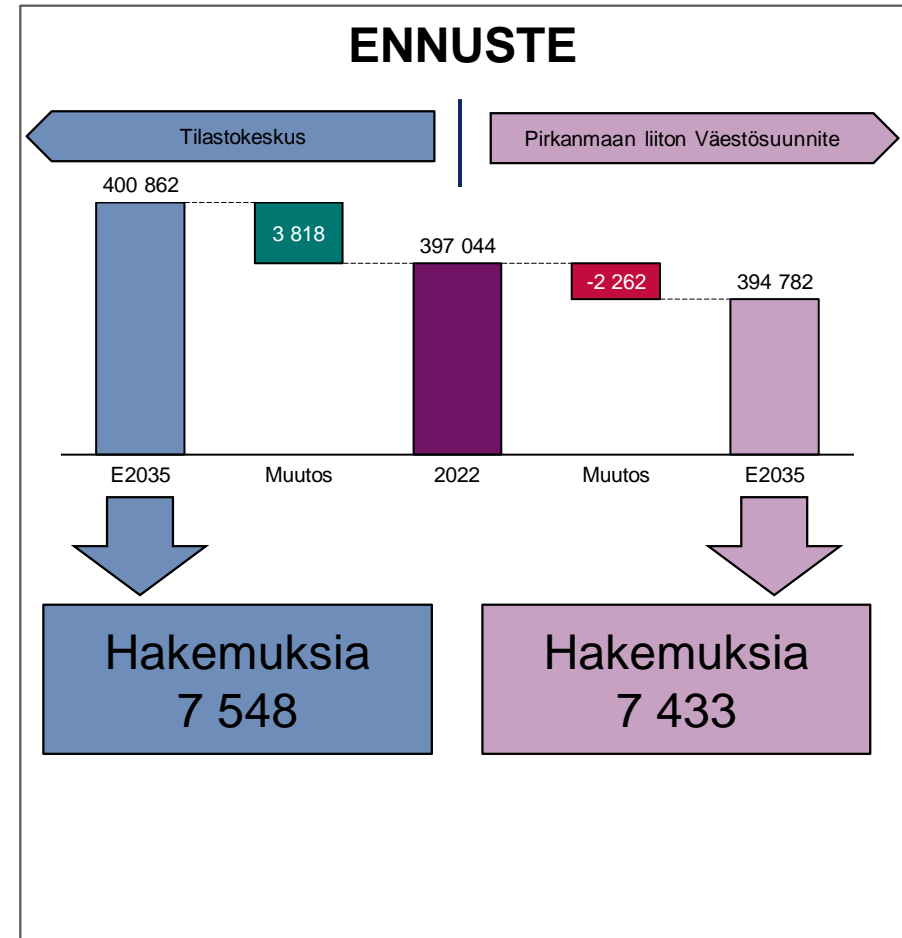 ENNUSTE
Tilastokeskus
Pirkanmaan liiton Väestösuunnite
400 862
3 818
397 044
-2 262
394 782
E2035
Muutos
2022
Muutos
E2035
Hakemuksia
7 548
Hakemuksia
7 433